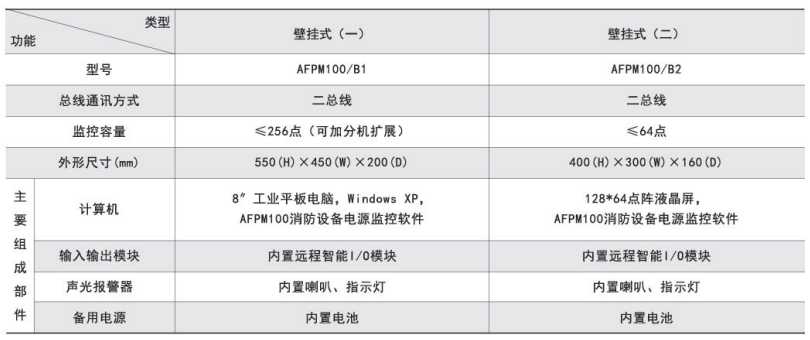 类型
功能
壁挂式（一）
壁挂式（二）
型号
AFPM100/B1
AFPM100/B2
总线通讯方式
二总线
二总线
监控容量
≤256点（可加分机扩展）
≤64点
外形尺寸(mm)
550(H)×450(W)×200(D)
400(H)×300(W)×160(D)
主要组成部件
计算机
8″工业平板电脑，Windows XP，
AFPM100消防设备电源监控软件
128*64点阵液晶屏，
AFPM100消防设备电源监控软件
输入输出模块
内置远程智能I/O模块
内置远程智能I/O模块
声光报警器
内置喇叭、指示灯
内置喇叭、指示灯
备用电源
内置电池
内置电池